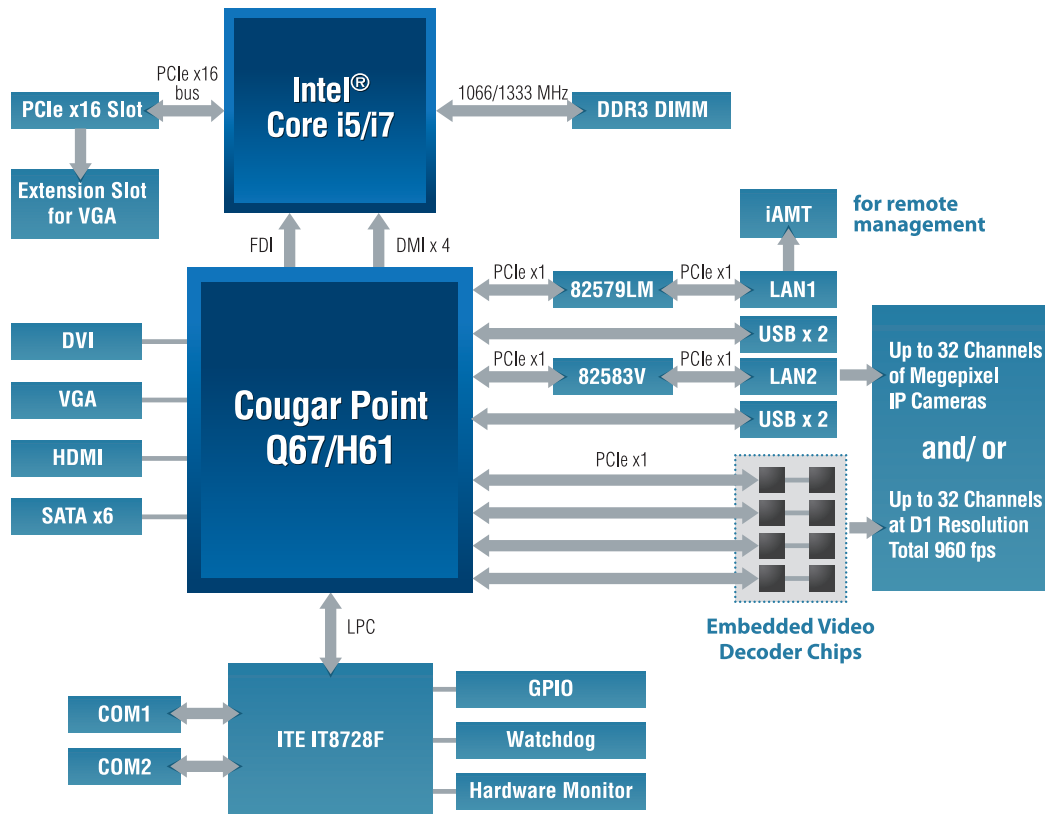 PCIe x16
bus
Intel®
Core i5/i7
1066/1333 MHz
PCIe x16 Slot
DDR3 DIMM
Extension Slot
for VGA
iAMT
for remote
management
FDI
DMI x 4
PCIe x1
82579LM
PCIe x1
LAN1
USB x 2
PCIe x1
82583V
PCIe x1
LAN2
USB x 2
DVI
VGA
HDMI
SATA x6
Cougar Point
Q67/H61
PCIe x1
Up to 32 Channels
of Megepixel
IP Cameras
and/ or
Up to 32 Channels
at D1 Resolution
Total 960 fps
Embedded Video
Decoder Chips
LPC
COM1
COM2
ITE IT8728F
GPIO
Watchdog
Hardware Monitor